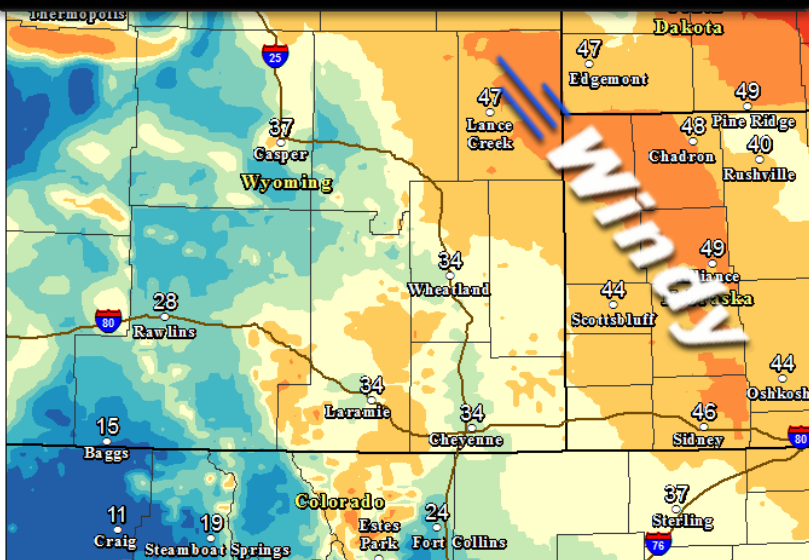 Thermopolis
Dakota
25
47
Edgemont
47
Lance
Creek
49
Pine Ridge
48
Chadron
40
Rushville
37
Casper
Wyoming
Windy
34
Wheatland
49
44
Scottsbluff
28
Rawlins
80
34
Laramie
34
Cheyenne
44
Oshkosh
46
Sidney
80
15
Baggs
Colorado
11
Craig
19
Steamboat Springs
Estes
Park
24
Fort Collins
37
Sterling
76